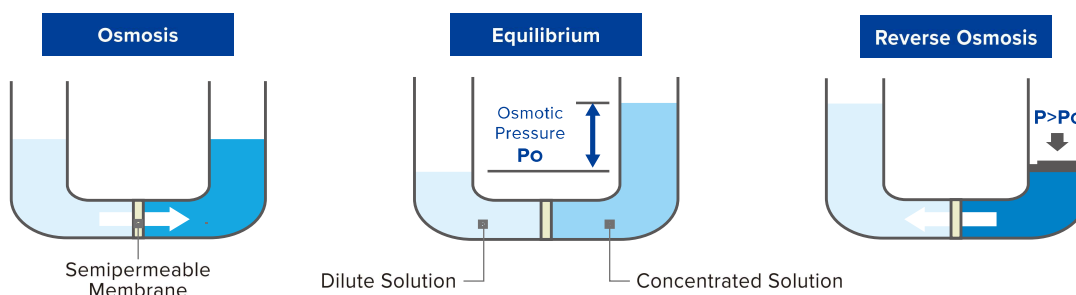 Osmosis
Equilibrium
Reverse Osmosis
Osmotic
Pressure
Po
P>Po
Semipermeable
Membrane
Dilute Solution
Concentrated Solution